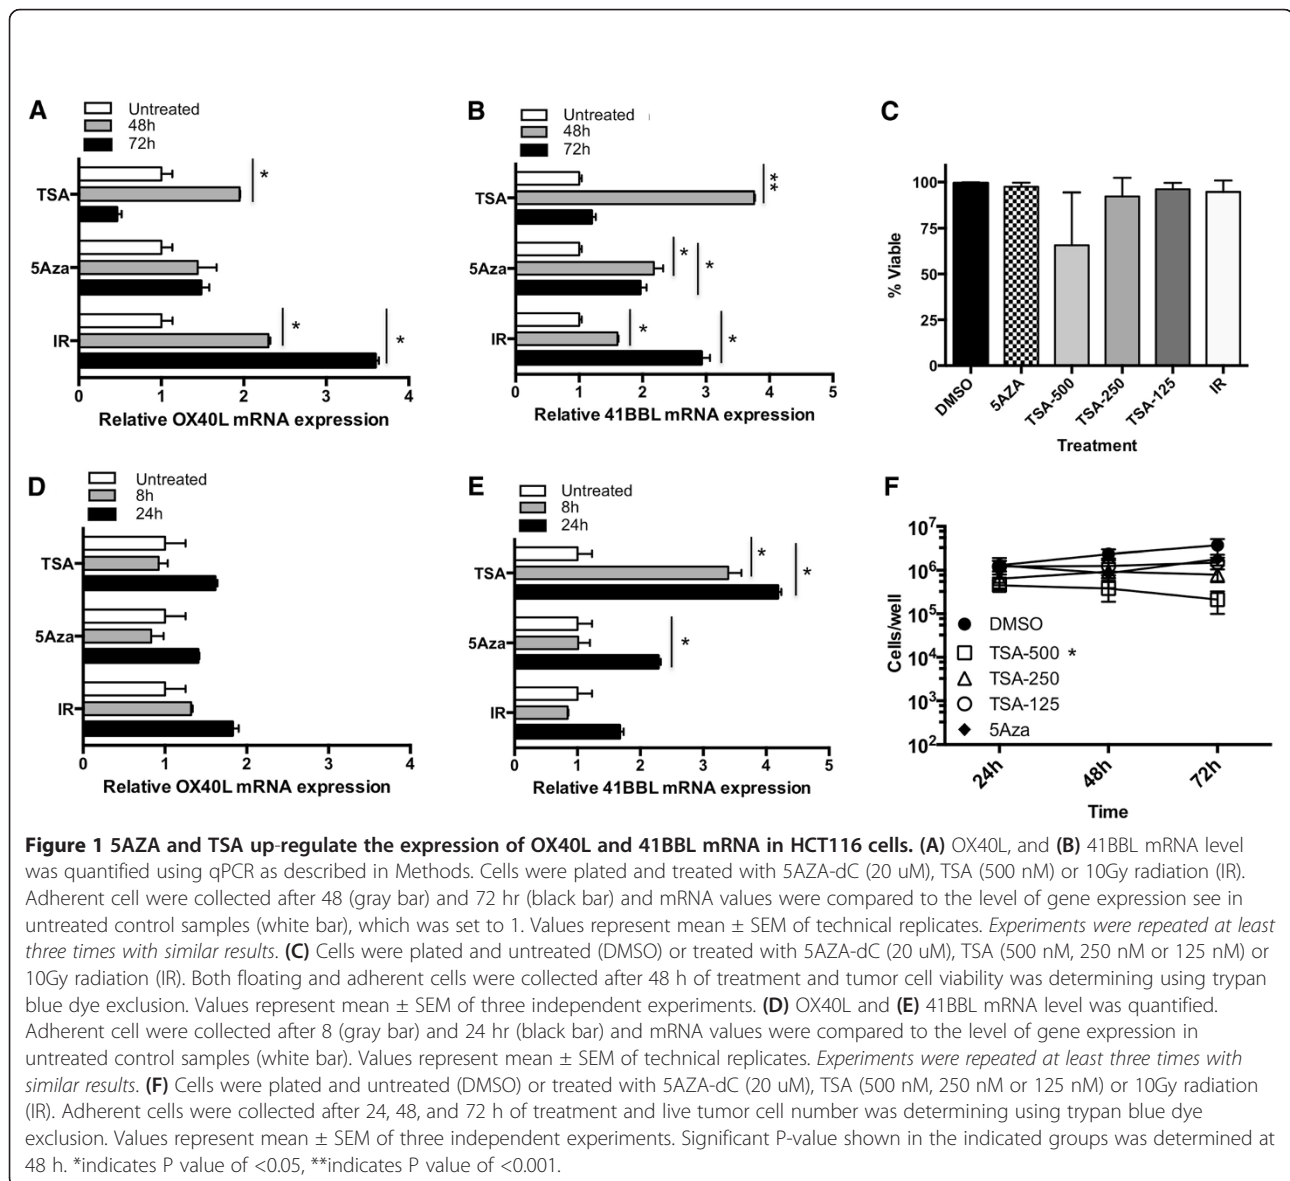 A
Untreated
48h
72h
TSA
5Aza
IR
*
*
*
0 1 2 3 4
Relative OX40L mRNA expression
B
Untreated
48h
72h
TSA
5Aza
IR
**
*
*
*
*
0 1 2 3 4 5
Relative 41BBL mRNA expression
C
% Viable
100
75
50
25
0
DMSO
5AZA
TSA-500
TSA-250
TSA-125
IR
Treatment
D
Untreated
8h
24h
TSA
5Aza
IR
0 1 2 3 4
Relative OX40L mRNA expression
E
Untreated
8h
24h
TSA
5Aza
IR
*
*
*
0 1 2 3 4 5
Relative 41BBL mRNA expression
F
Cells/well
10⁷
10⁶
10⁵
10⁴
10³
10²
DMSO
TSA-500 *
TSA-250
TSA-125
5Aza
24h
48h
72h
Time
Figure 1 5AZA and TSA up-regulate the expression of OX40L and 41BBL mRNA in HCT116 cells. (A) OX40L, and (B) 41BBL mRNA level
was quantified using qPCR as described in Methods. Cells were plated and treated with 5AZA-dC (20 uM), TSA (500 nM) or 10Gy radiation (IR).
Adherent cell were collected after 48 (gray bar) and 72 hr (black bar) and mRNA values were compared to the level of gene expression see in
untreated control samples (white bar), which was set to 1. Values represent mean ± SEM of technical replicates. Experiments were repeated at least
three times with similar results. (C) Cells were plated and untreated (DMSO) or treated with 5AZA-dC (20 uM), TSA (500 nM, 250 nM or 125 nM) or
10Gy radiation (IR). Both floating and adherent cells were collected after 48 h of treatment and tumor cell viability was determining using trypan
blue dye exclusion. Values represent mean ± SEM of three independent experiments. (D) OX40L and (E) 41BBL mRNA level was quantified.
Adherent cell were collected after 8 (gray bar) and 24 hr (black bar) and mRNA values were compared to the level of gene expression in
untreated control samples (white bar). Values represent mean ± SEM of technical replicates. Experiments were repeated at least three times with
similar results. (F) Cells were plated and untreated (DMSO) or treated with 5AZA-dC (20 uM), TSA (500 nM, 250 nM or 125 nM) or 10Gy radiation
(IR). Adherent cells were collected after 24, 48, and 72 h of treatment and live tumor cell number was determining using trypan blue dye
exclusion. Values represent mean ± SEM of three independent experiments. Significant P-value shown in the indicated groups was determined at
48 h. *indicates P value of <0.05, **indicates P value of <0.001.